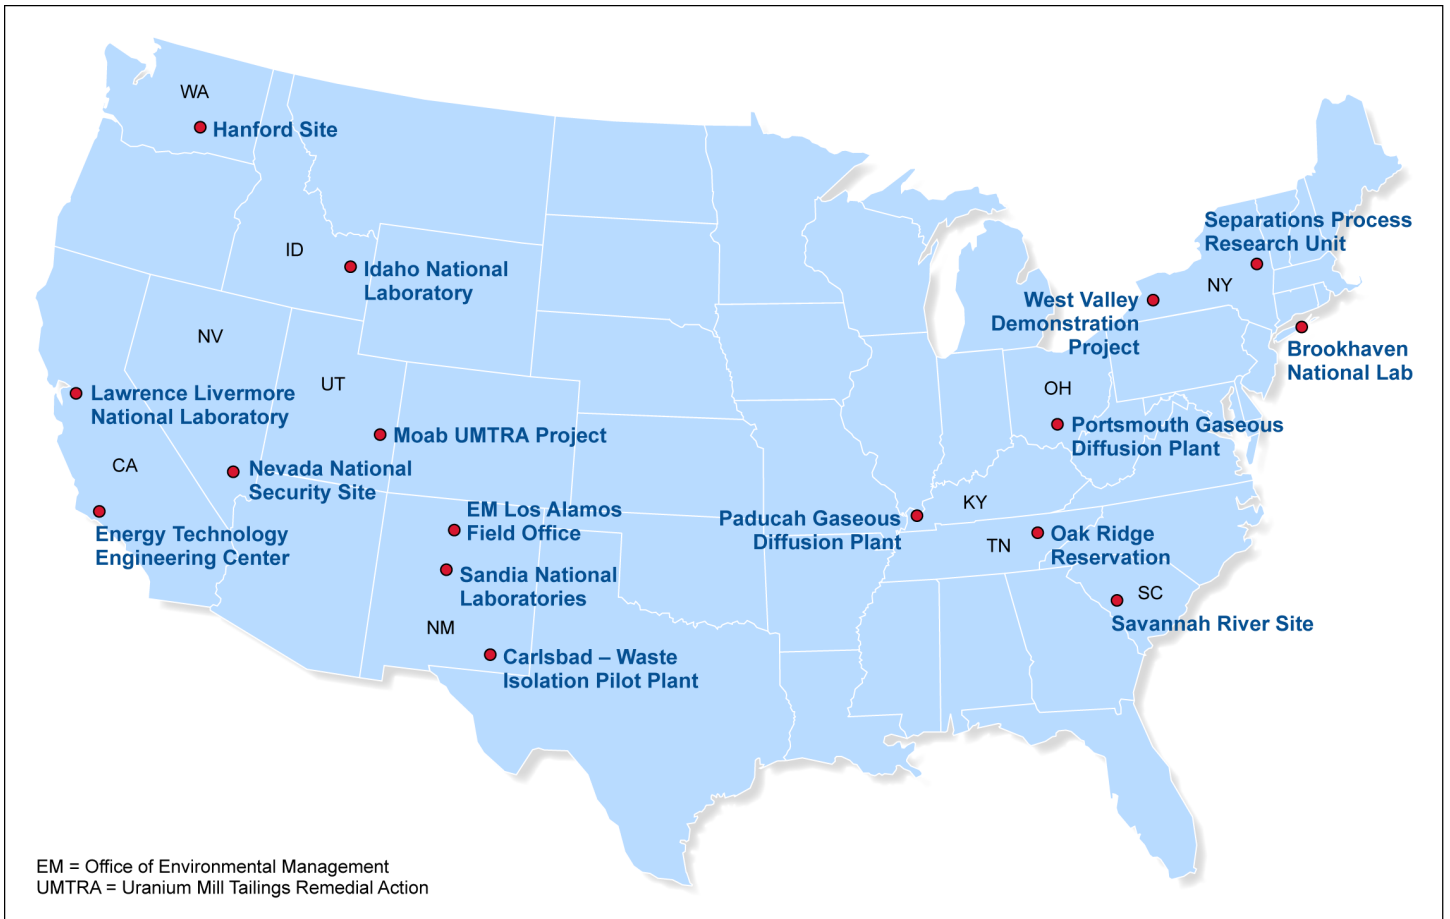 WA
Hanford Site
ID
Idaho National
Laboratory
NV
UT
Lawrence Livermore
National Laboratory
Moab UMTRA Project
CA
Nevada National
Security Site
Energy Technology
Engineering Center
EM Los Alamos
Field Office
Sandia National
Laboratories
NM
Carlsbad – Waste
Isolation Pilot Plant
Separations Process
Research Unit
NY
West Valley
Demonstration
Project
Brookhaven
National Lab
OH
Portsmouth Gaseous
Diffusion Plant
KY
Paducah Gaseous
Diffusion Plant
TN
Oak Ridge
Reservation
SC
Savannah River Site
EM = Office of Environmental Management
UMTRA = Uranium Mill Tailings Remedial Action